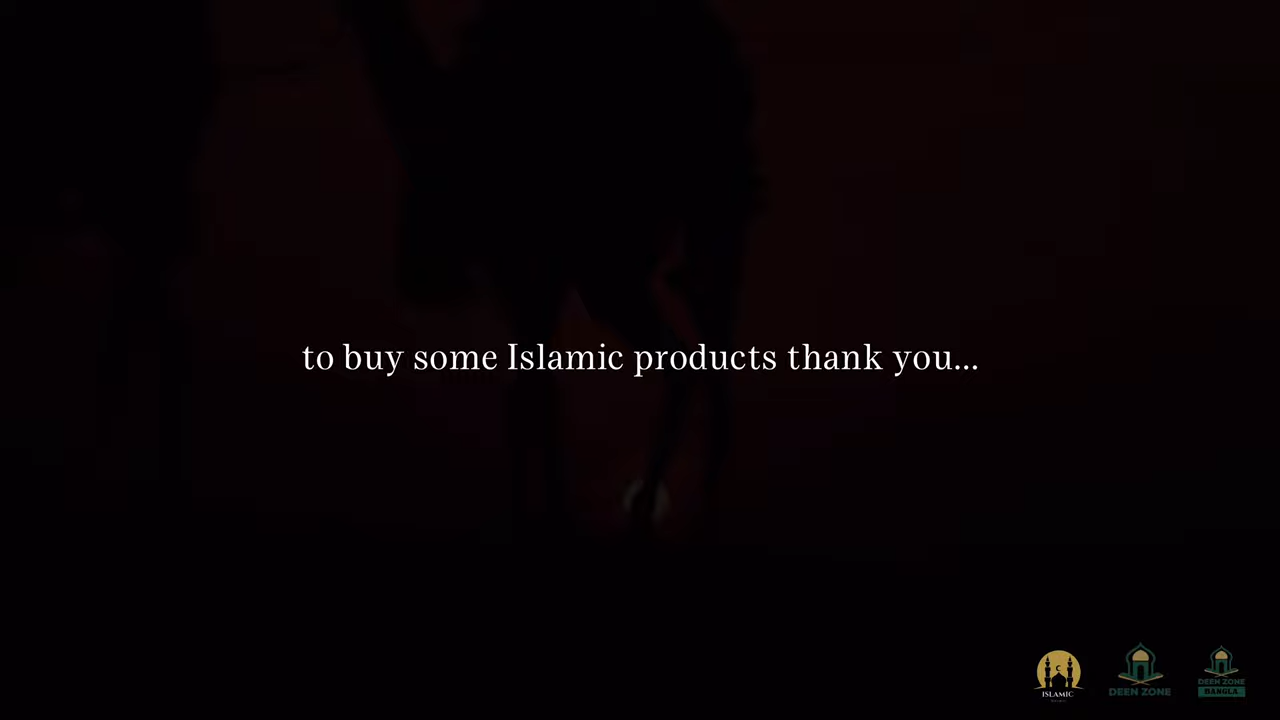 to buy some Islamic products thank you...
ISLAMIC
DEEN ZONE
DEEN ZONE
BANGLA